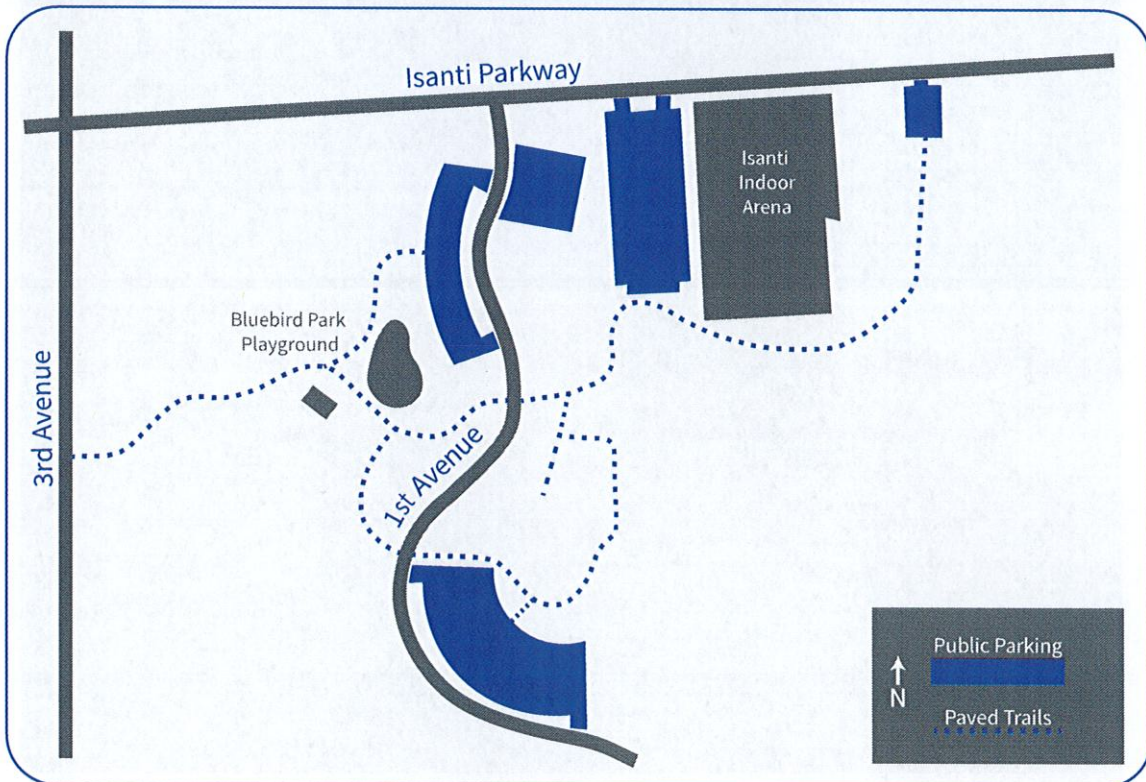 Isanti Parkway
Isanti
Indoor
Arena
Bluebird Park
Playground
3rd Avenue
1st Avenue
Public Parking
N
Paved Trails